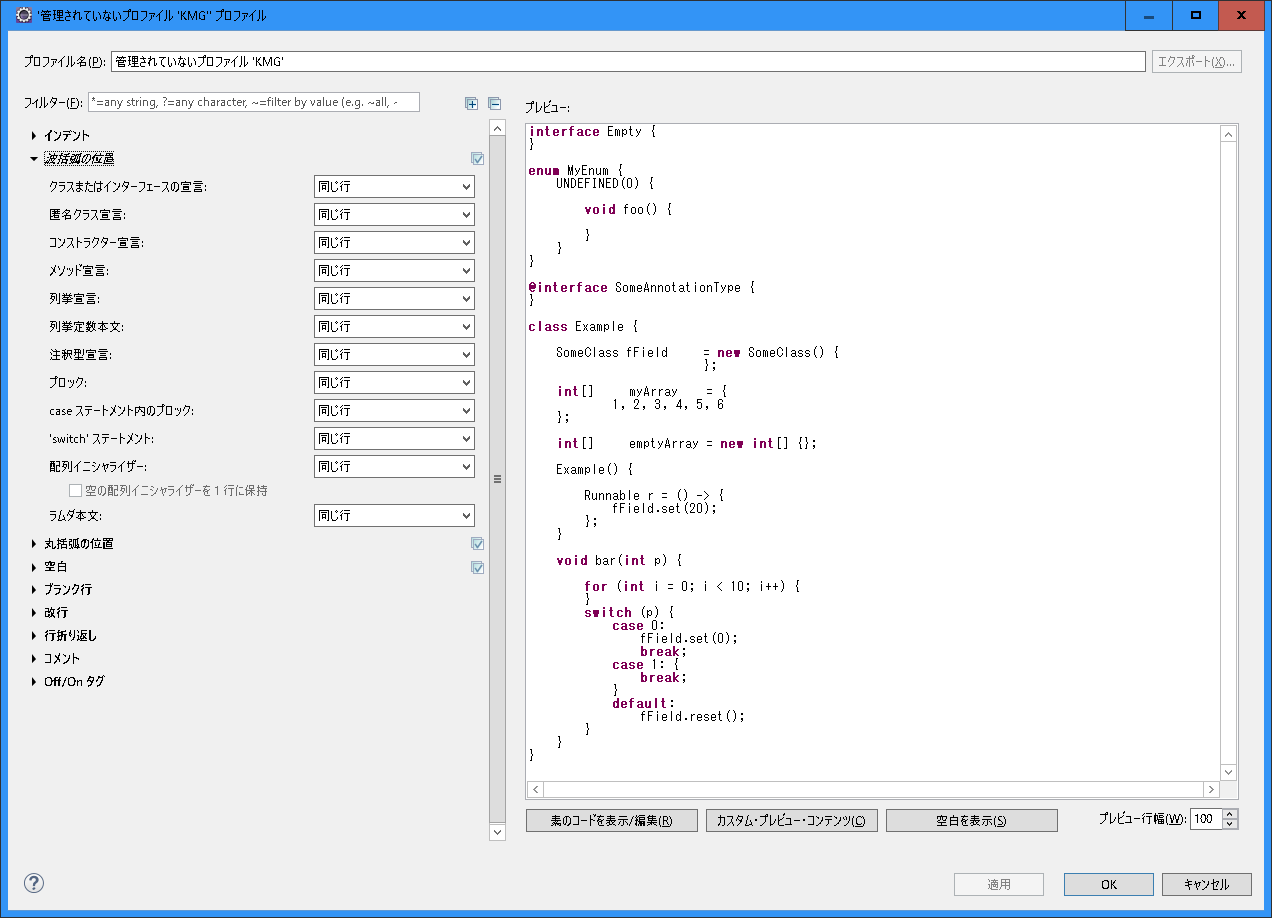 '管理されていないプロファイル 'KMG'' プロファイル
プロファイル名(P): 管理されていないプロファイル 'KMG' エクスポート(X)...
フィルター(F): *=any string, ?=any character, ~=filter by value (e.g. ~all, ~
プレビュー:
インデント
波括弧の位置
クラスまたはインターフェースの宣言: 同じ行
匿名クラス宣言: 同じ行
コンストラクター宣言: 同じ行
メソッド宣言: 同じ行
列挙宣言: 同じ行
列挙定数本文: 同じ行
注釈型宣言: 同じ行
ブロック: 同じ行
case ステートメント内のブロック: 同じ行
'switch' ステートメント: 同じ行
配列イニシャライザー: 同じ行
空の配列イニシャライザーを 1 行に保持
ラムダ本文: 同じ行
丸括弧の位置
空白
ブランク行
改行
行折り返し
コメント
Off/On タグ
interface Empty {
}
enum MyEnum {
UNDEFINED(0) {
void foo() {
}
}
}
@interface SomeAnnotationType {
}
class Example {
SomeClass fField = new SomeClass() {
};
int[] myArray = {
1, 2, 3, 4, 5, 6
};
int[] emptyArray = new int[] {};
Example() {
Runnable r = () -> {
fField.set(20);
};
}
void bar(int p) {
for (int i = 0; i < 10; i++) {
}
switch (p) {
case 0:
fField.set(0);
break;
case 1: {
break;
}
default:
fField.reset();
}
}
}
素のコードを表示/編集(R) カスタム・プレビュー・コンテンツ(C) 空白を表示(S) プレビュー行幅(W): 100
適用 OK キャンセル